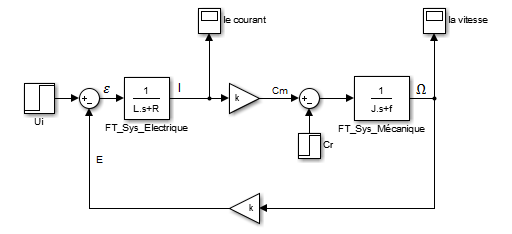 le courant
la vitesse
ε
1
L.s+R
I
k
Cm
1
J.s+f
Ω
Ui
FT_Sys_Electrique
FT_Sys_Mécanique
Cr
E
k